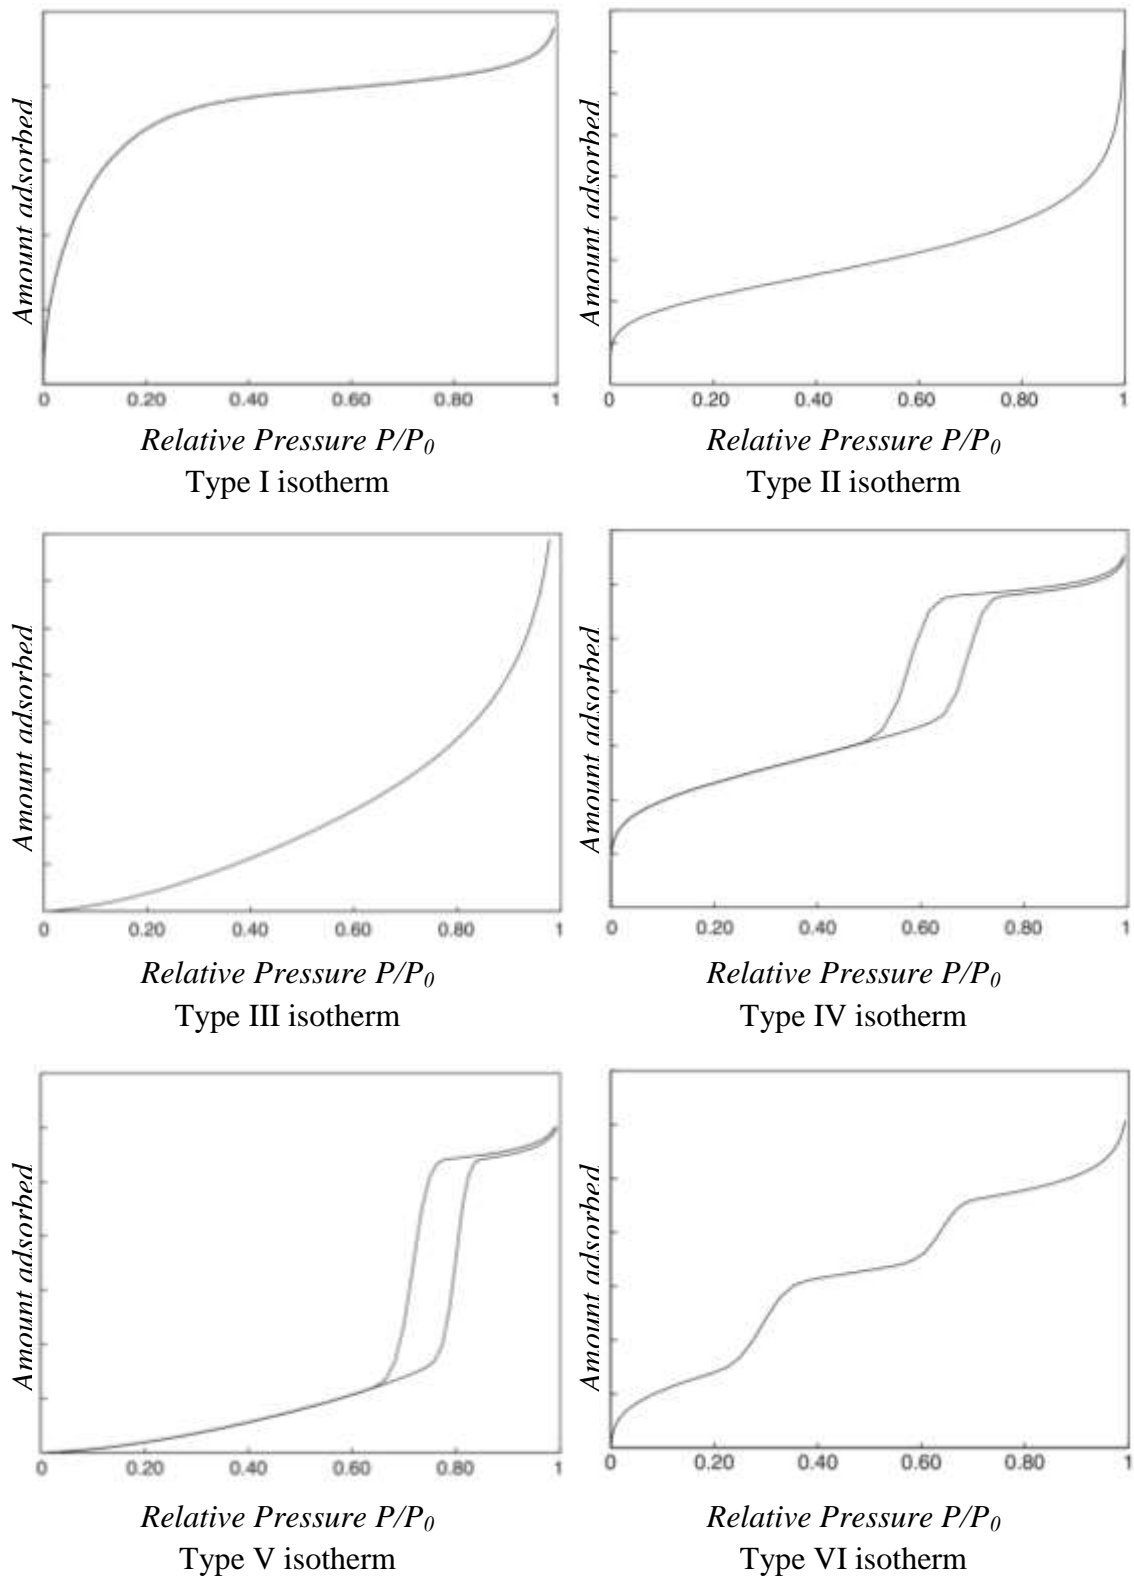 Amount adsorbed
0 0.20 0.40 0.60 0.80 1
Relative Pressure P/P0
Type I isotherm
Amount adsorbed
0 0.20 0.40 0.60 0.80 1
Relative Pressure P/P0
Type II isotherm
Amount adsorbed
0 0.20 0.40 0.60 0.80 1
Relative Pressure P/P0
Type III isotherm
Amount adsorbed
0 0.20 0.40 0.60 0.80 1
Relative Pressure P/P0
Type IV isotherm
Amount adsorbed
0 0.20 0.40 0.60 0.80 1
Relative Pressure P/P0
Type V isotherm
Amount adsorbed
0 0.20 0.40 0.60 0.80 1
Relative Pressure P/P0
Type VI isotherm